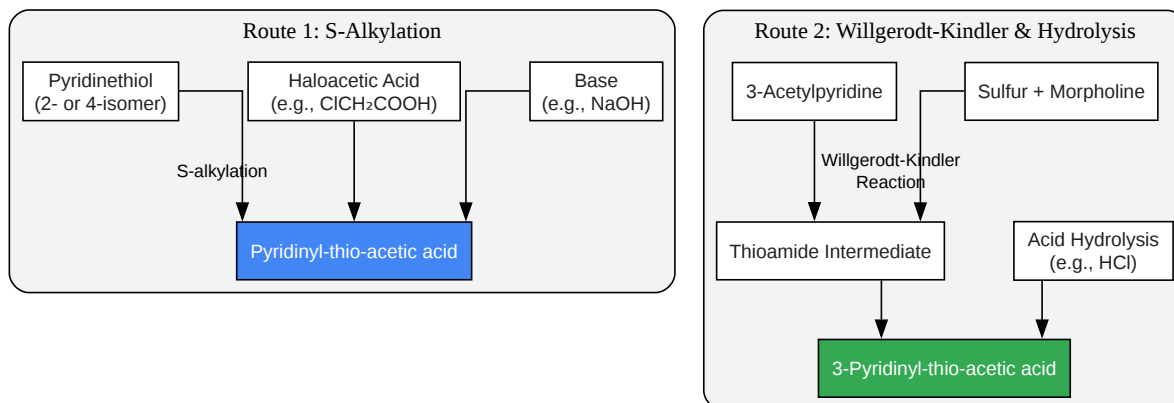 Route 1: S-Alkylation
Pyridinethiol
(2- or 4-isomer)
Haloacetic Acid
(e.g., ClCH₂COOH)
Base
(e.g., NaOH)
S-alkylation
Pyridinyl-thio-acetic acid
Route 2: Willgerodt-Kindler & Hydrolysis
3-Acetylpyridine
Sulfur + Morpholine
Willgerodt-Kindler
Reaction
Thioamide Intermediate
Acid Hydrolysis
(e.g., HCl)
3-Pyridinyl-thio-acetic acid